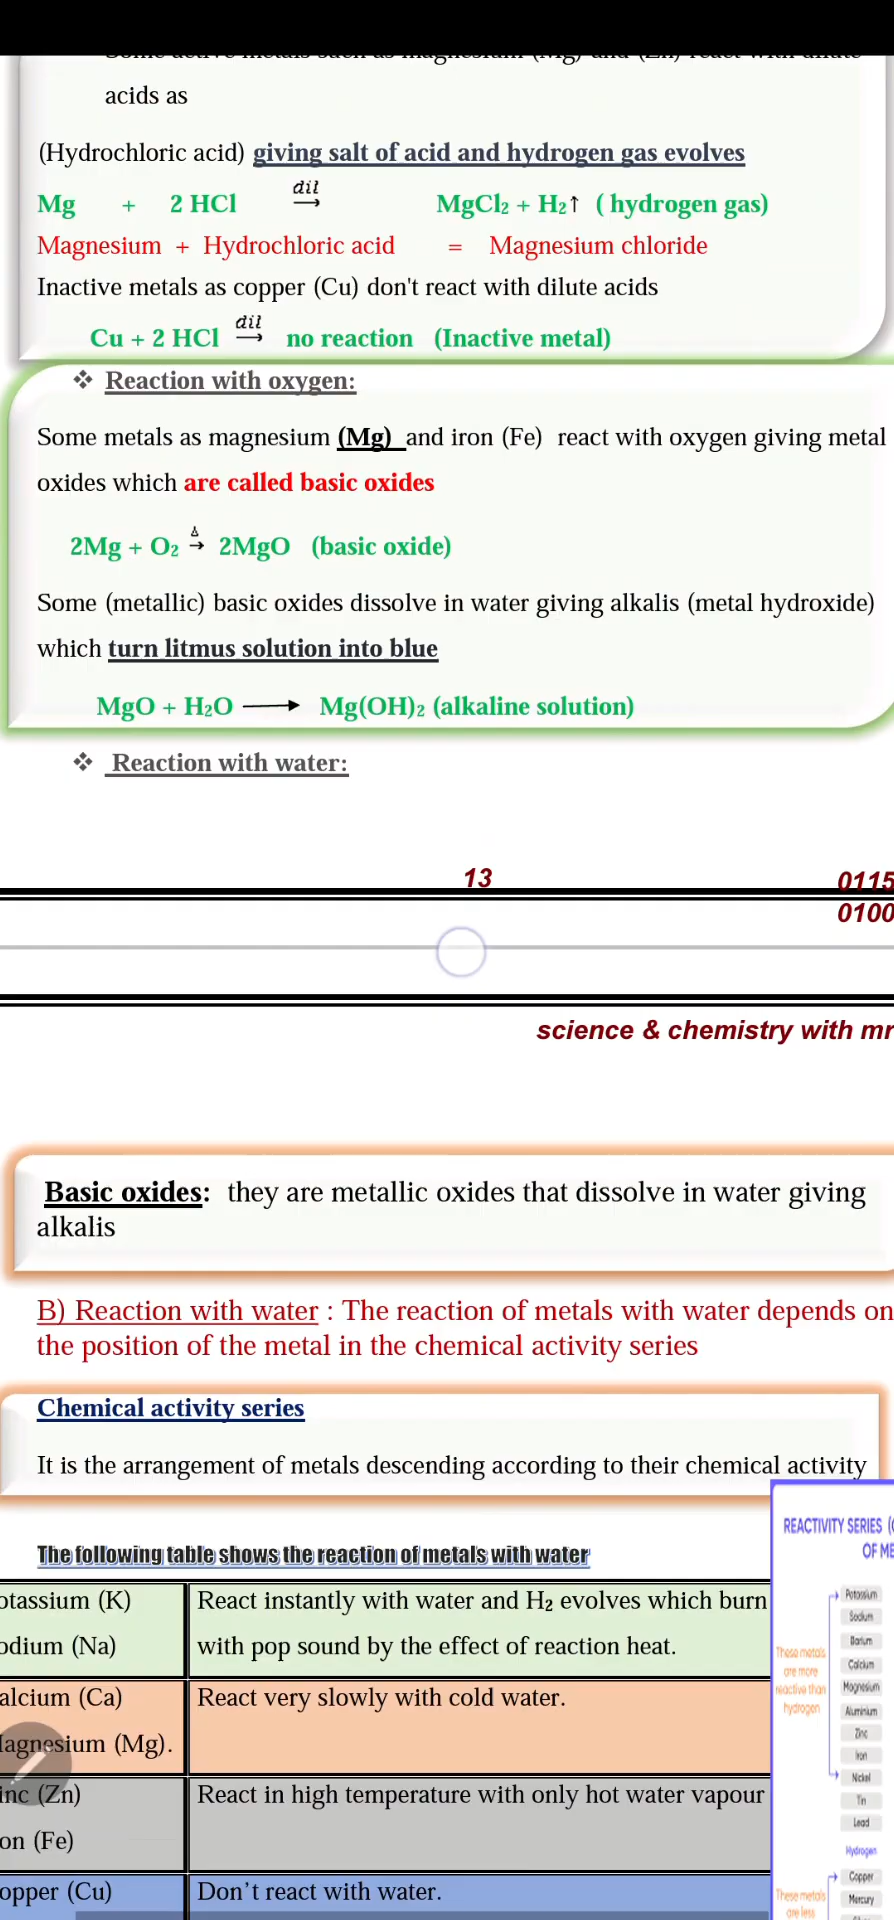 acids as
(Hydrochloric acid) giving salt of acid and hydrogen gas evolves
Mg + 2 HCl dil → MgCl₂ + H₂↑ ( hydrogen gas)
Magnesium + Hydrochloric acid = Magnesium chloride
Inactive metals as copper (Cu) don't react with dilute acids
Cu + 2 HCl dil → no reaction (Inactive metal)
❖ Reaction with oxygen:
Some metals as magnesium (Mg) and iron (Fe) react with oxygen giving metal
oxides which are called basic oxides
2Mg + O₂ Δ → 2MgO (basic oxide)
Some (metallic) basic oxides dissolve in water giving alkalis (metal hydroxide)
which turn litmus solution into blue
MgO + H₂O ⟶ Mg(OH)₂ (alkaline solution)
❖ Reaction with water:
13
0115
0100
science & chemistry with mr
Basic oxides: they are metallic oxides that dissolve in water giving
alkalis
B) Reaction with water : The reaction of metals with water depends on
the position of the metal in the chemical activity series
Chemical activity series
It is the arrangement of metals descending according to their chemical activity
The following table shows the reaction of metals with water
otassium (K)
odium (Na)
React instantly with water and H₂ evolves which burn
with pop sound by the effect of reaction heat.
alcium (Ca)
agnesium (Mg).
React very slowly with cold water.
inc (Zn)
on (Fe)
React in high temperature with only hot water vapour
opper (Cu)
Don't react with water.
REACTIVITY SERIES
OF ME
These metals
are more
reactive than
hydrogen
Potassium
Sodium
Barium
Calcium
Magnesium
Aluminium
Zinc
Iron
Nickel
Tin
Lead
Hydrogen
Copper
Mercury
These metals
are less